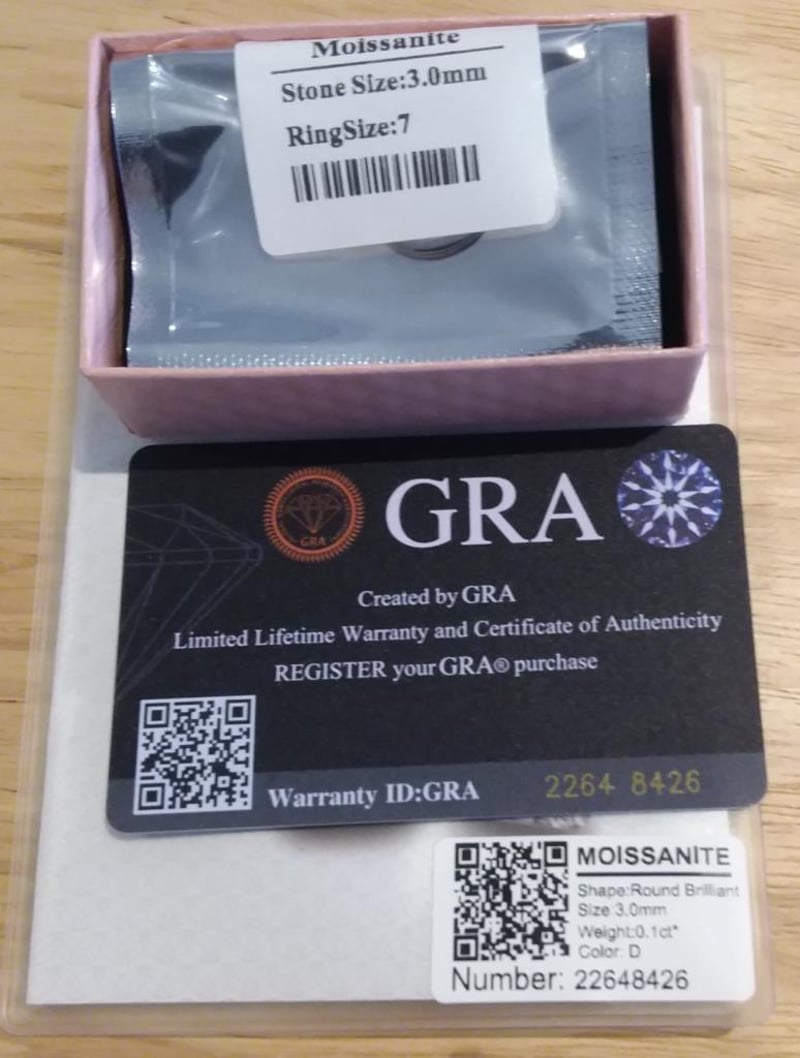 Moissanite
Stone Size:3.0mm
RingSize:7
GRA
GRA
Created by GRA
Limited Lifetime Warranty and Certificate of Authenticity
REGISTER your GRA® purchase
Warranty ID:GRA 2264 8426
MOISSANITE
Shape:Round Brilliant
Size:3.0mm
Weight:0.1ct*
Color: D
Number: 22648426